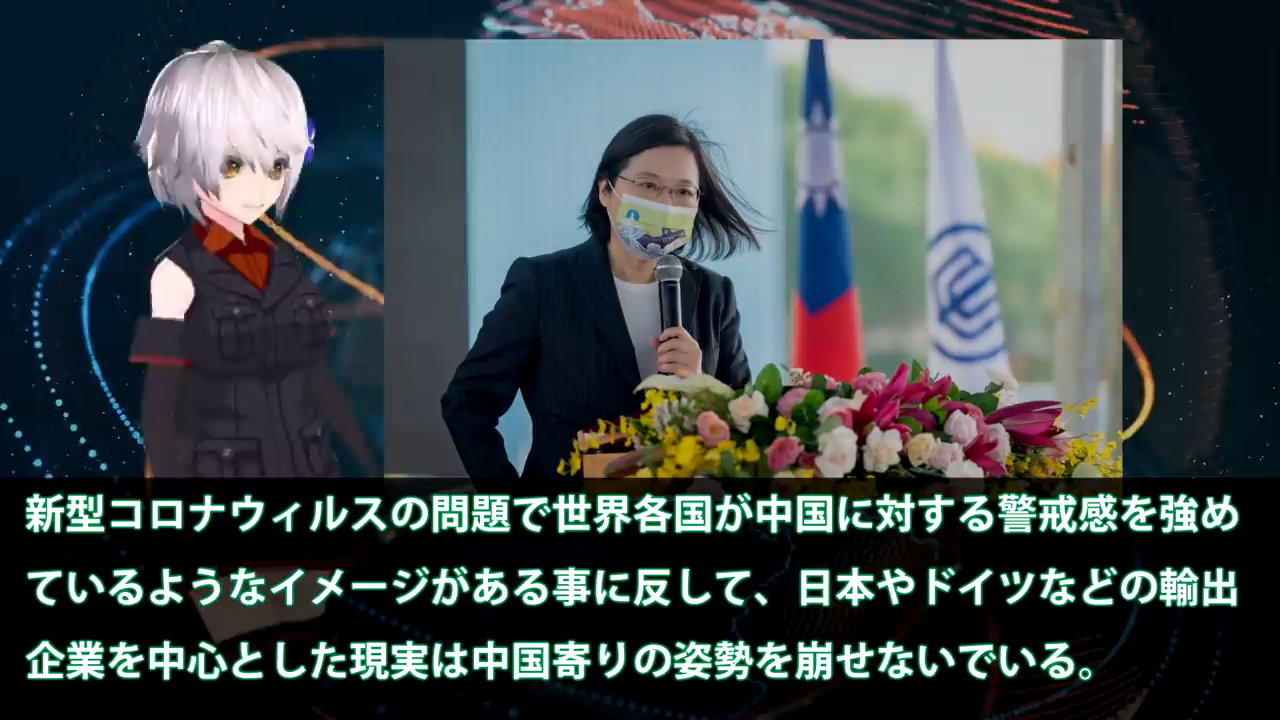 新型コロナウィルスの問題で世界各国が中国に対する警戒感を強め
ているようなイメージがある事に反して、日本やドイツなどの輸出
企業を中心とした現実は中国寄りの姿勢を崩せないでいる。